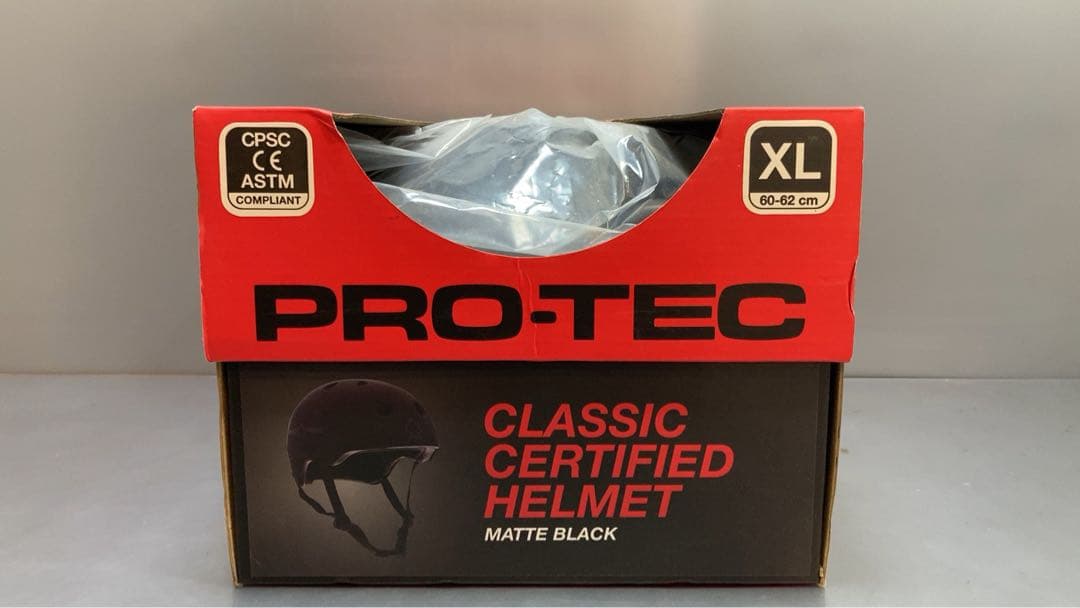 CPSC
CE
ASTM
COMPLIANT
XL
60-62 cm
PRO-TEC
CLASSIC
CERTIFIED
HELMET
MATTE BLACK